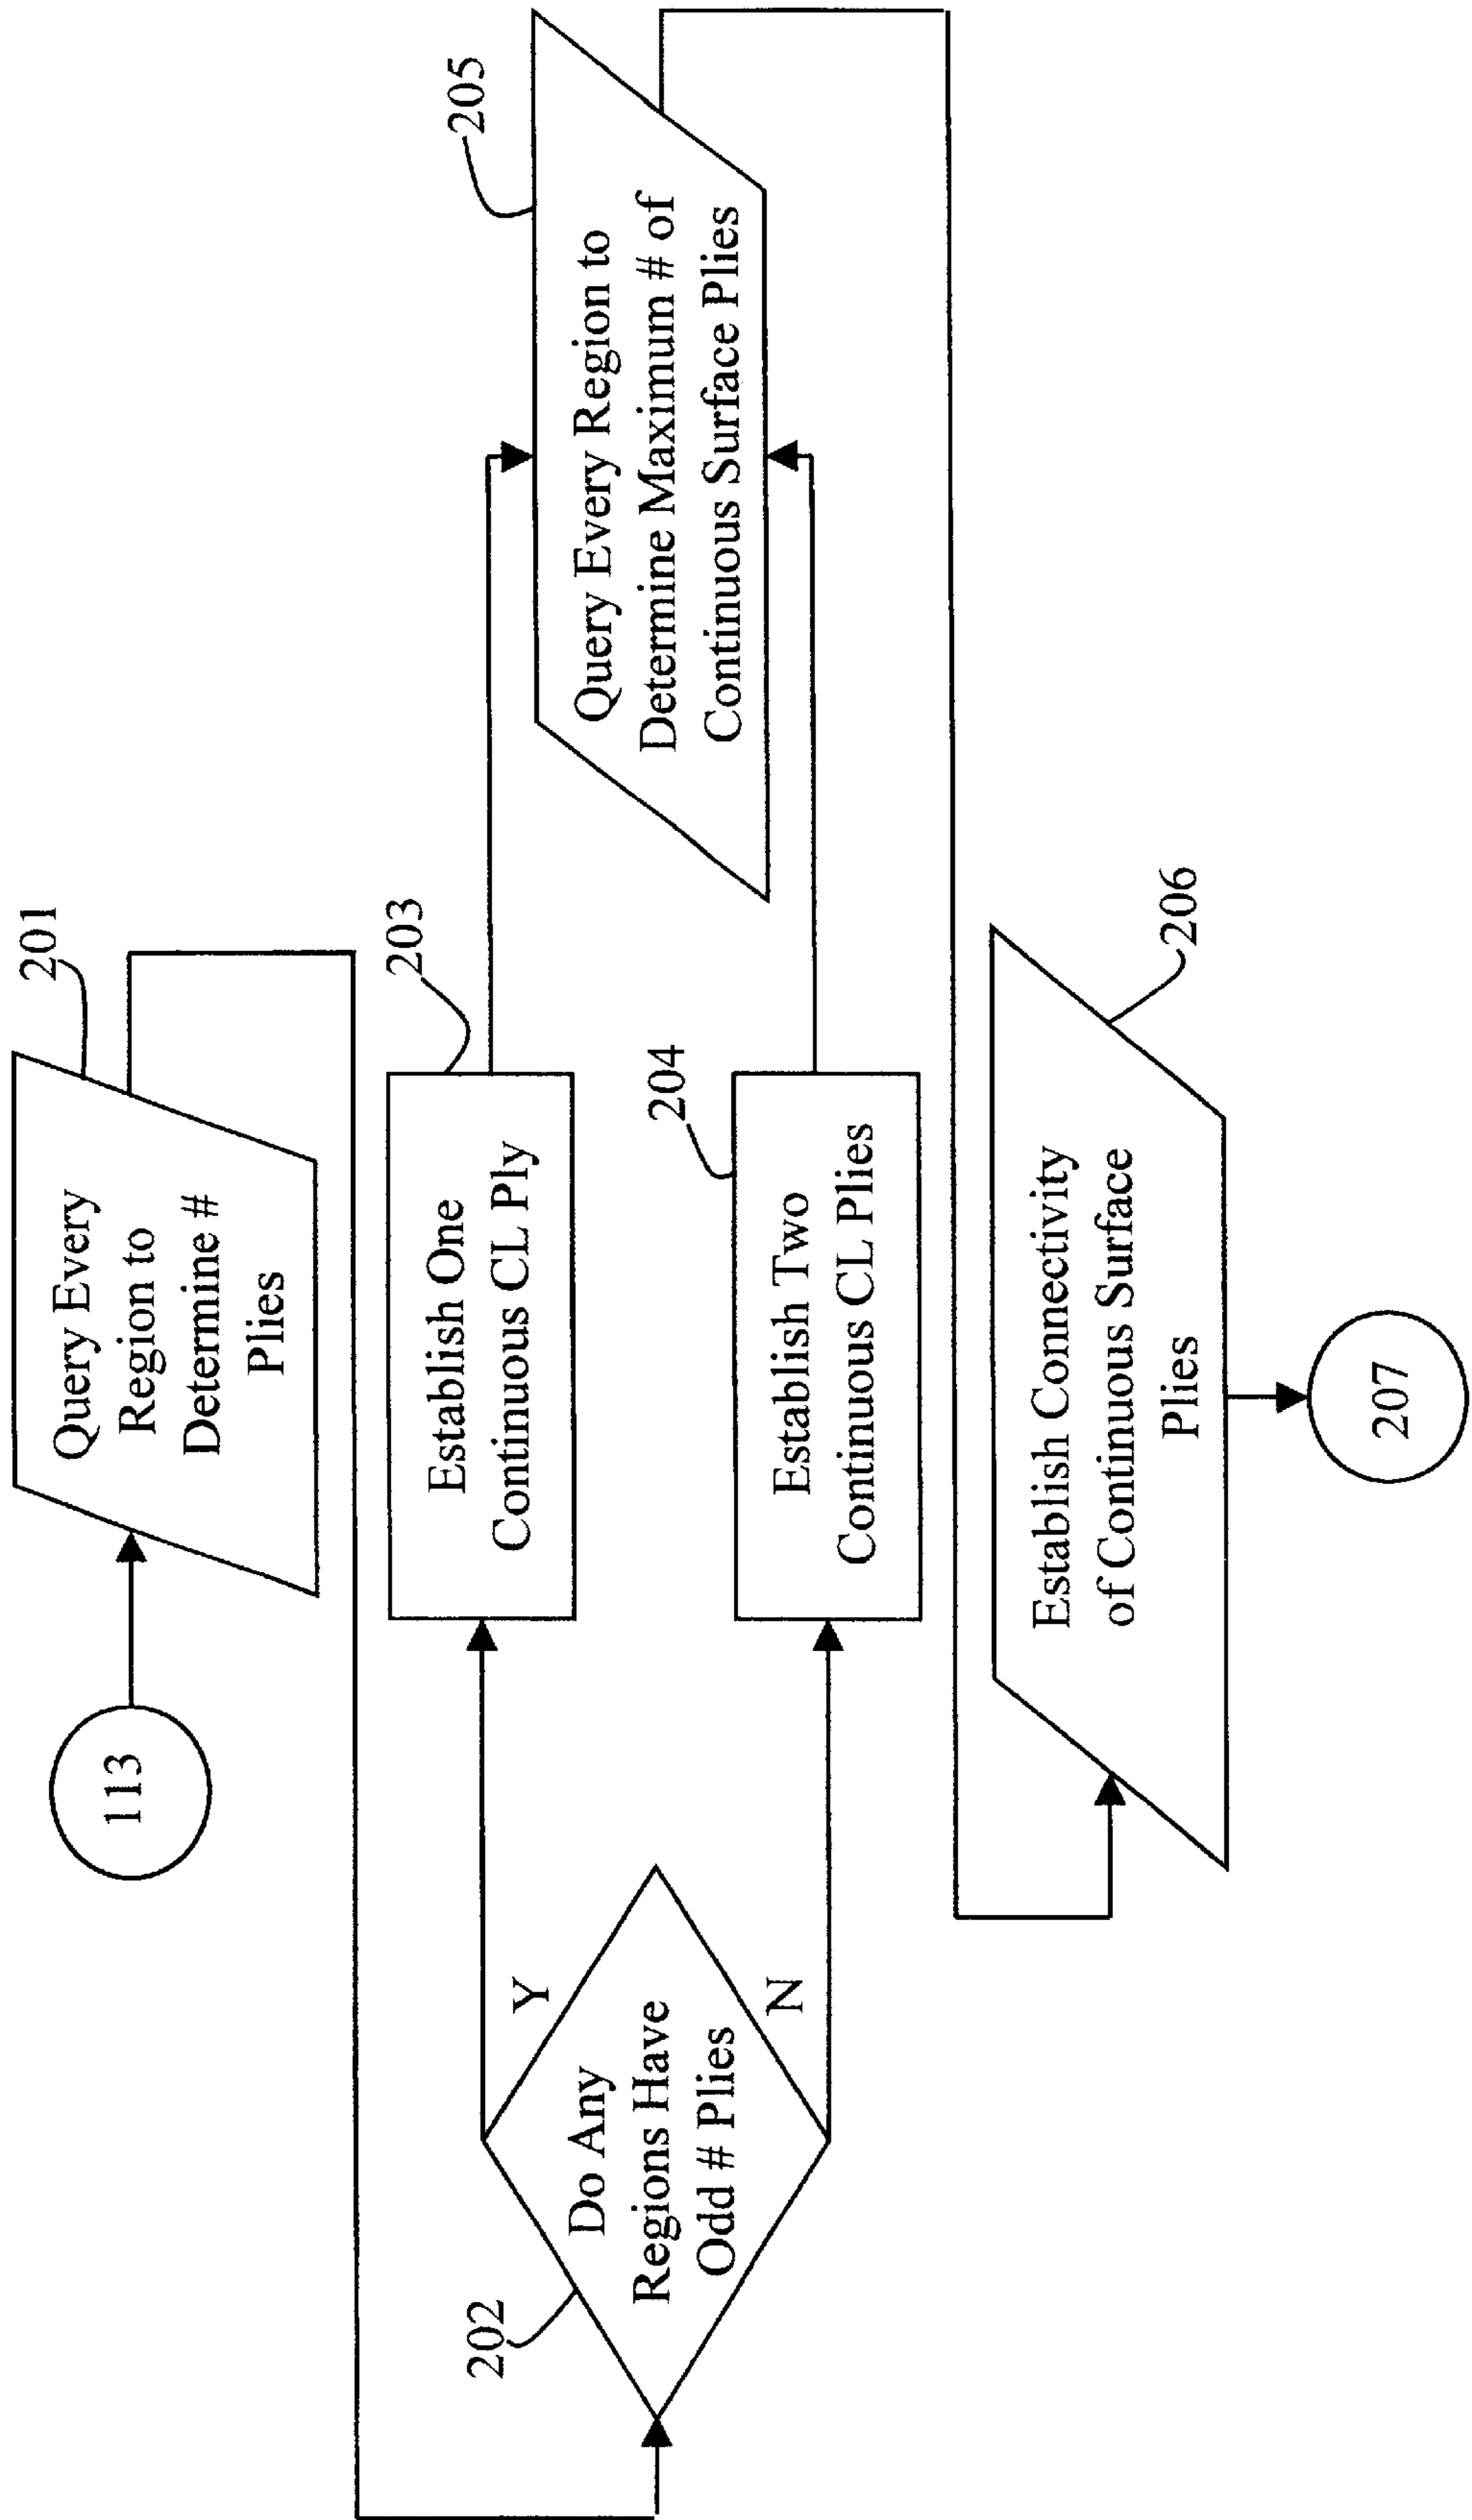 113
201
Query Every
Region to
Determine #
Plies
202
Do Any
Regions Have
Odd # Plies
Y
N
203
Establish One
Continuous CL Ply
204
Establish Two
Continuous CL Plies
205
Query Every Region to
Determine Maximum # of
Continuous Surface Plies
206
Establish Connectivity
of Continuous Surface
Plies
207